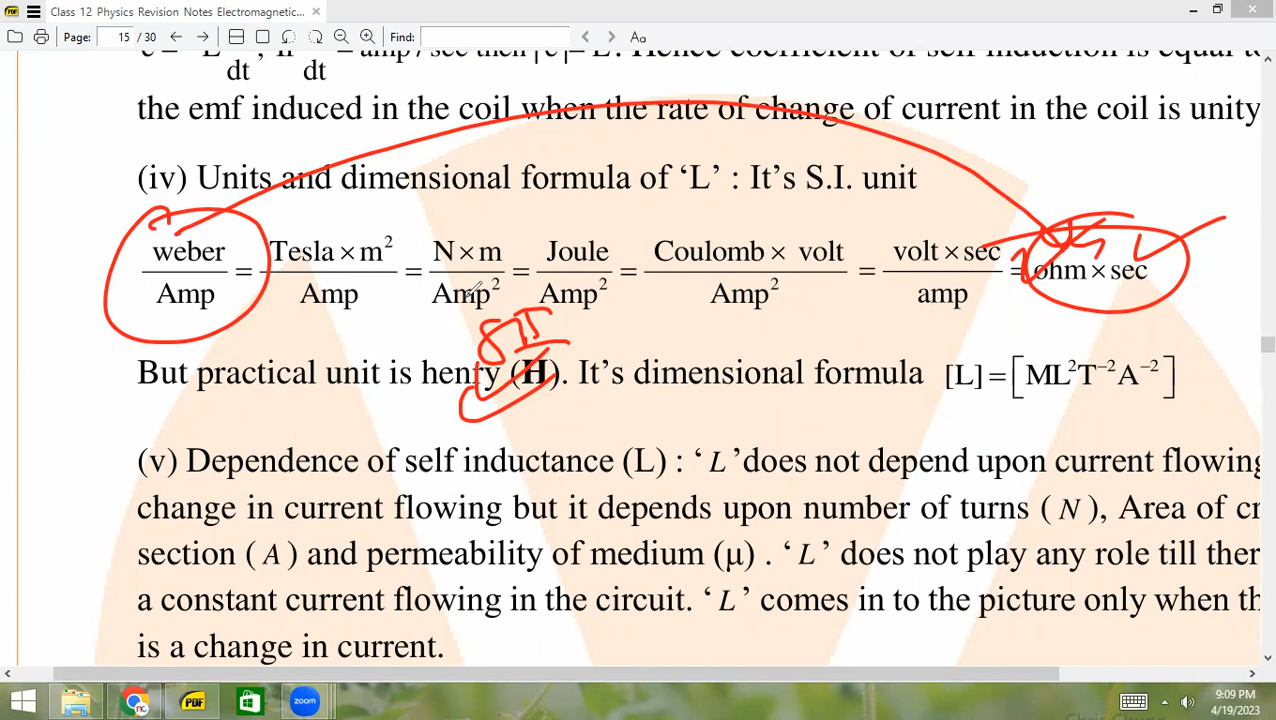 Class 12 Physics Revision Notes Electromagnetic...
Page: 15 / 30 Find: Aa
dt dt
the emf induced in the coil when the rate of change of current in the coil is unity
(iv) Units and dimensional formula of ‘L’ : It’s S.I. unit
weber/Amp = Tesla × m²/Amp = N × m/Amp² = Joule/Amp² = Coulomb × volt/Amp² = volt × sec/amp = ohm × sec
SI
But practical unit is henry (H). It’s dimensional formula [L] = [ML²T⁻²A⁻²]
(v) Dependence of self inductance (L) : ‘L’does not depend upon current flowing
change in current flowing but it depends upon number of turns (N), Area of cr
section (A) and permeability of medium (μ) . ‘L’ does not play any role till ther
a constant current flowing in the circuit. ‘L’ comes in to the picture only when th
is a change in current.
PDF
zoom
9:09 PM
4/19/2023